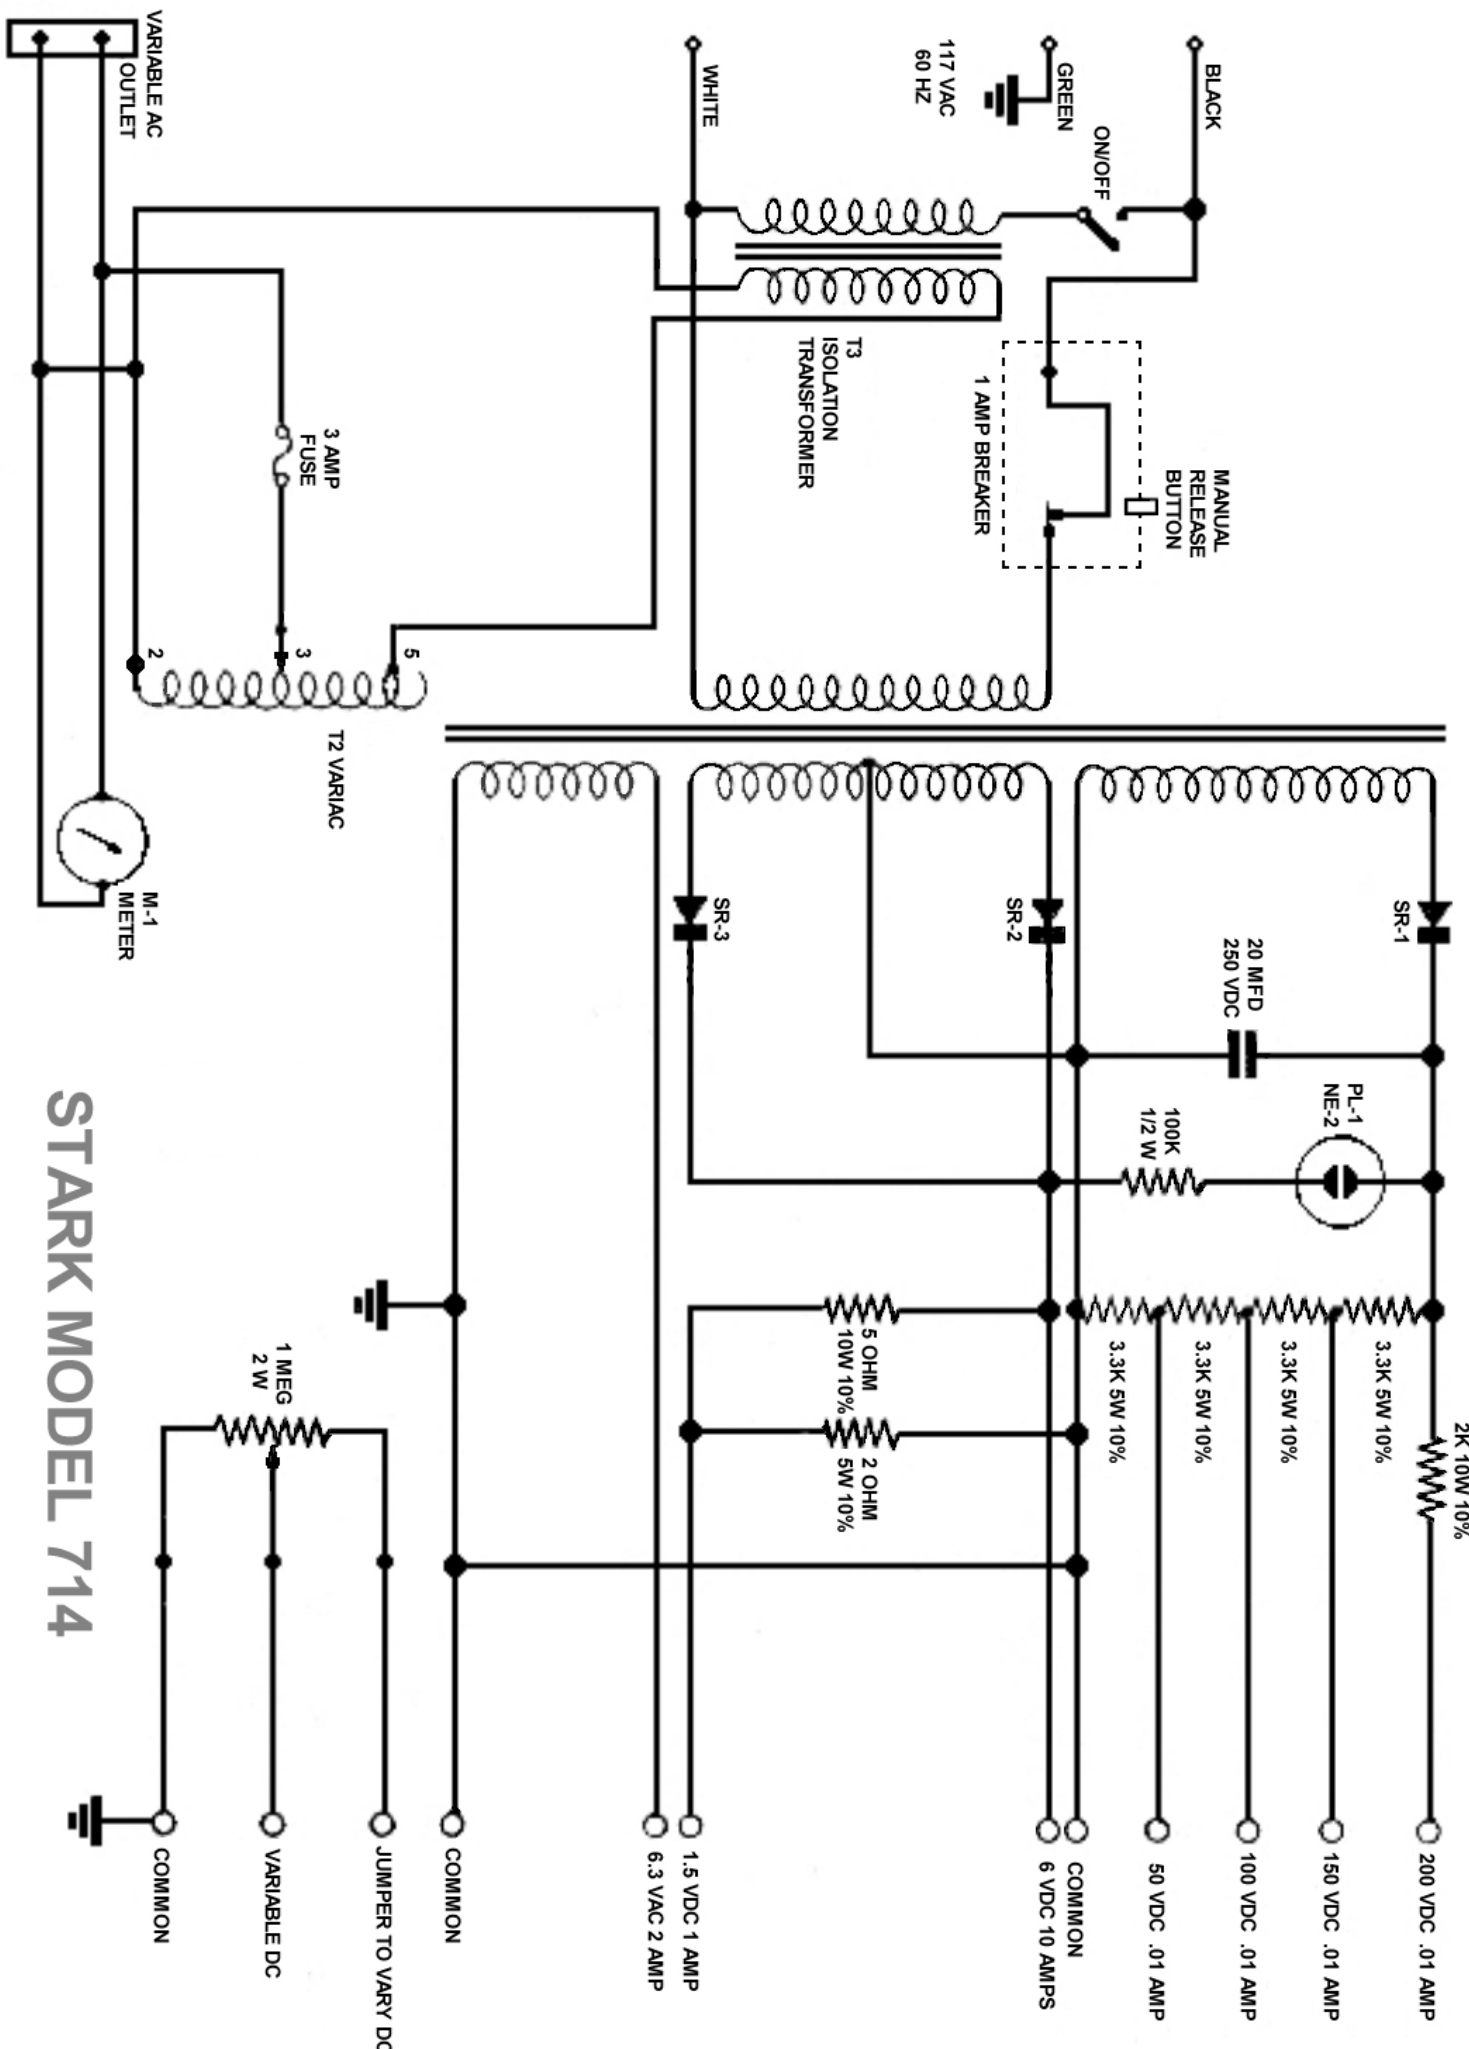 BLACK
GREEN
117 VAC
60 HZ
WHITE
VARIABLE AC
OUTLET
ON/OFF
MANUAL
RELEASE
BUTTON
1 AMP BREAKER
T3
ISOLATION
TRANSFORMER
3 AMP
FUSE
5
3
2
T2 VARIAC
M-1
METER
SR-1
SR-2
SR-3
20 MFD
250 VDC
PL-1
NE-2
100K
1/2 W
2K 10W 10%
3.3K 5W 10%
3.3K 5W 10%
3.3K 5W 10%
3.3K 5W 10%
5 OHM
10W 10%
2 OHM
5W 10%
1 MEG
2 W
200 VDC .01 AMP
150 VDC .01 AMP
100 VDC .01 AMP
50 VDC .01 AMP
COMMON
6 VDC 10 AMPS
1.5 VDC 1 AMP
6.3 VAC 2 AMP
COMMON
JUMPER TO VARY DC
VARIABLE DC
COMMON
STARK MODEL 714